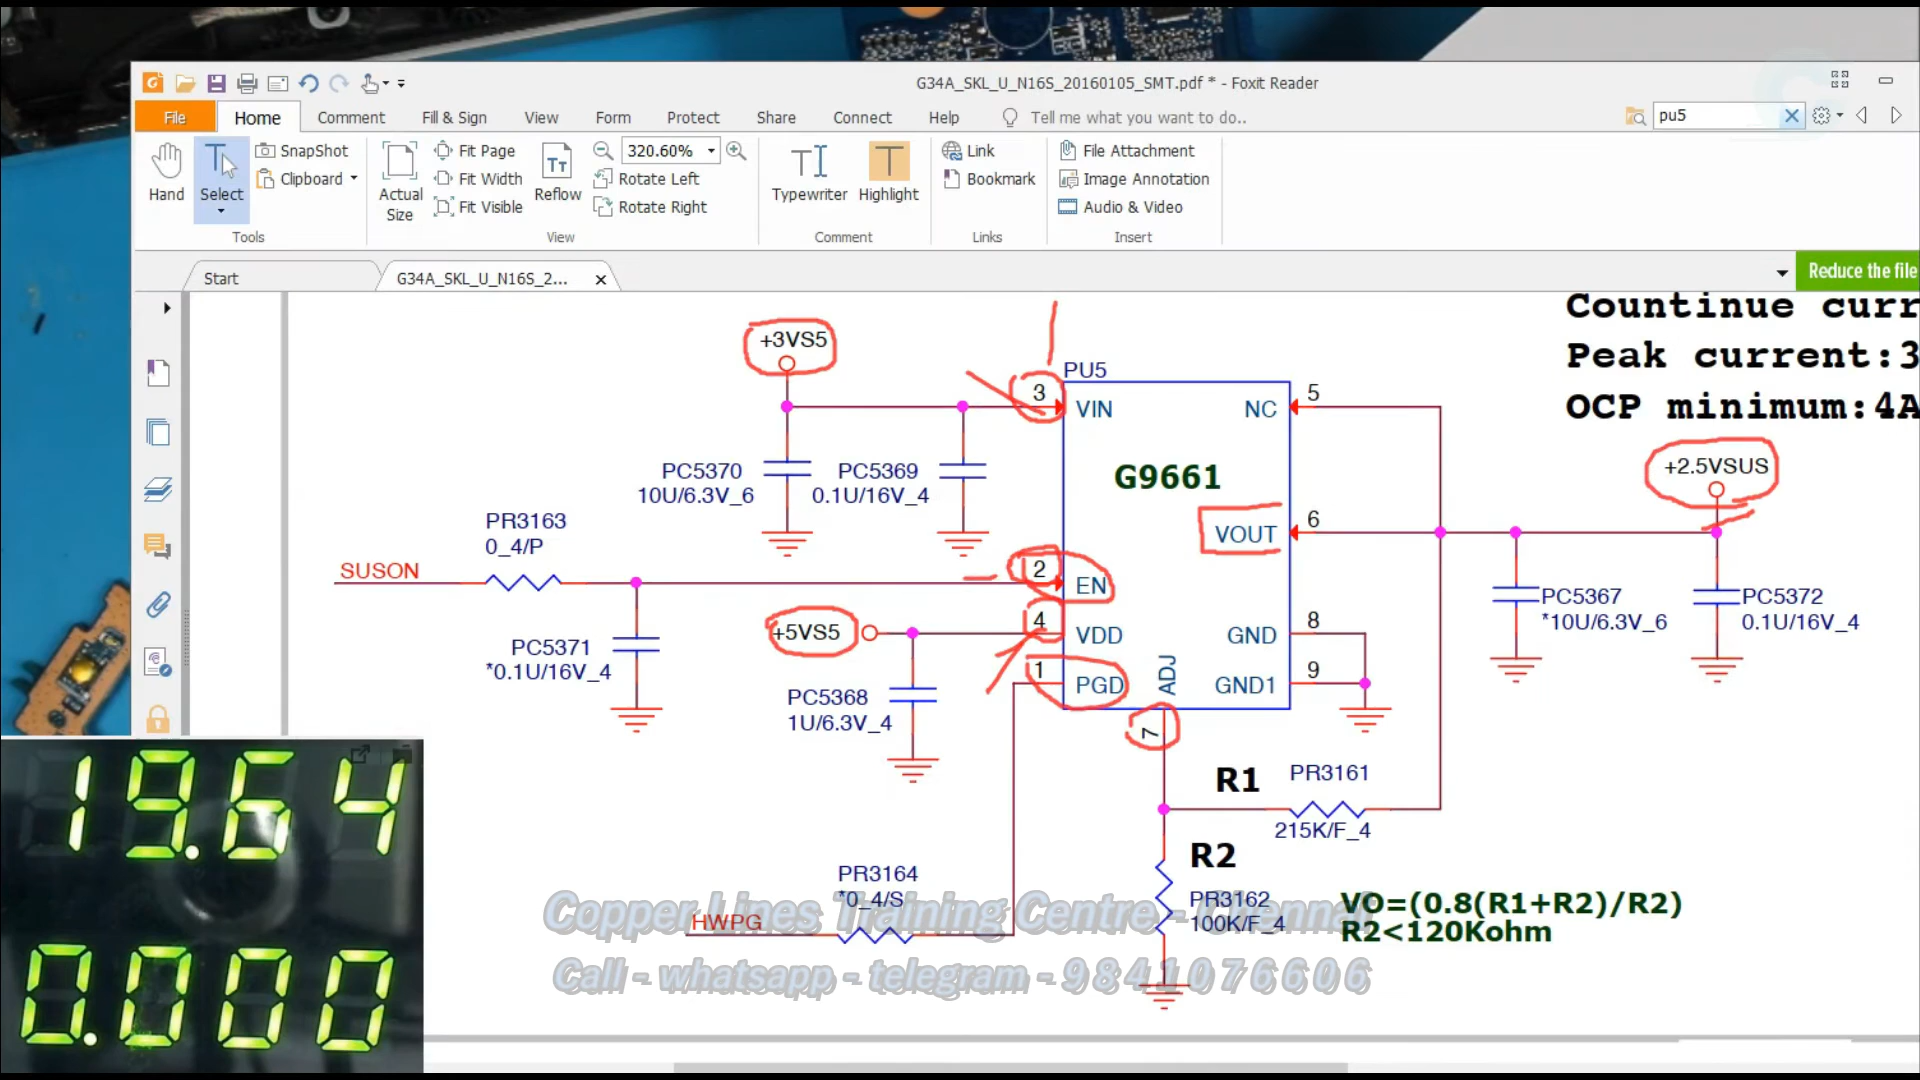 G34A_SKL_U_N16S_20160105_SMT.pdf * - Foxit Reader
File Home Comment Fill & Sign View Form Protect Share Connect Help Tell me what you want to do.. pu5
Hand
Select
SnapShot
Clipboard
Tools
Actual Size
Fit Page
Fit Width
Fit Visible
Reflow
320.60%
Rotate Left
Rotate Right
View
Typewriter
Highlight
Comment
Link
Bookmark
Links
File Attachment
Image Annotation
Audio & Video
Insert
Start
G34A_SKL_U_N16S_2...
Reduce the file
Countinue curr
Peak current:3
OCP minimum:4A
+3VS5
PU5
3
VIN
NC
5
G9661
+2.5VSUS
PC5370
10U/6.3V_6
PC5369
0.1U/16V_4
PR3163
0_4/P
VOUT
6
SUSON
2
EN
PC5371
*0.1U/16V_4
+5VS5
4
VDD
GND
8
PC5367
*10U/6.3V_6
PC5372
0.1U/16V_4
1
PGD
ADJ
GND1
9
PC5368
1U/6.3V_4
7
R1
PR3161
215K/F_4
R2
PR3162
100K/F_4
PR3164
*0_4/S
HWPG
VO=(0.8(R1+R2)/R2)
R2<120Kohm
Copper Lines Training Centre - Chennai
Call - whatsapp - telegram - 9841076606
19.64
0.000